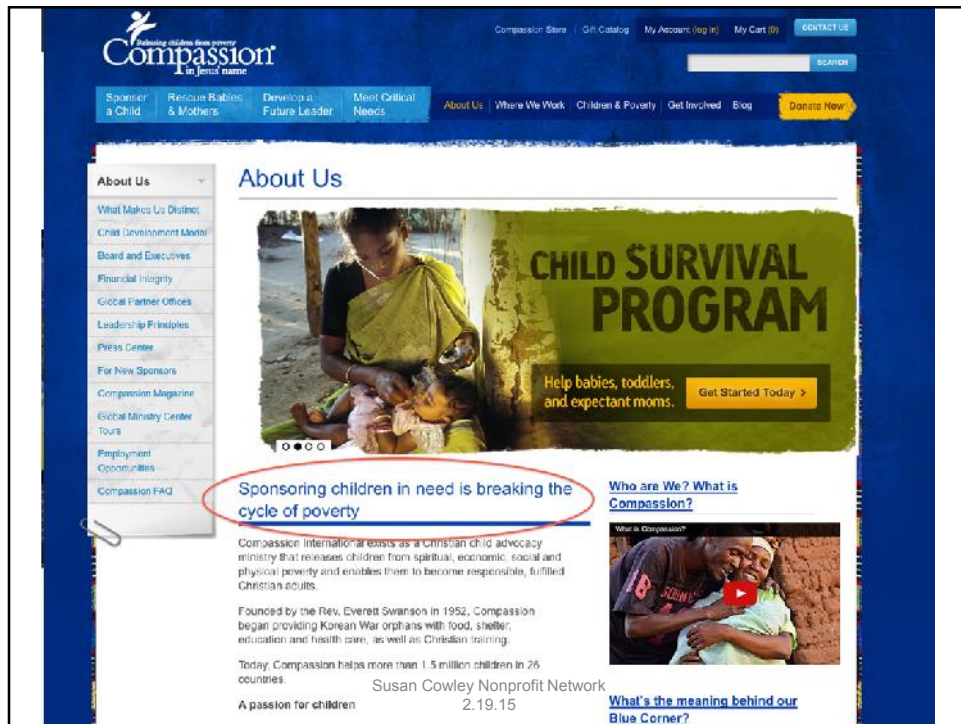 Compassion Store | Gift Catalog My Account (log in) My Cart (0) CONTACT US
Releasing children from poverty
Compassion®
in Jesus' name
SEARCH
Sponsor a Child
Rescue Babies & Mothers
Develop a Future Leader
Meet Critical Needs
About Us Where We Work Children & Poverty Get Involved Blog Donate Now!
About Us
What Makes Us Distinct
Child Development Model
Board and Executives
Financial Integrity
Global Partner Offices
Leadership Principles
Press Center
For New Sponsors
Compassion Magazine
Global Ministry Center
Tours
Employment
Opportunities
Compassion FAQ
About Us
CHILD SURVIVAL
PROGRAM
Help babies, toddlers,
and expectant moms.
Get Started Today >
Sponsoring children in need is breaking the
cycle of poverty
Compassion International exists as a Christian child advocacy
ministry that releases children from spiritual, economic, social and
physical poverty and enables them to become responsible, fulfilled
Christian adults.
Founded by the Rev. Everett Swanson in 1952, Compassion
began providing Korean War orphans with food, shelter,
education and health care, as well as Christian training.
Today, Compassion helps more than 1.5 million children in 26
countries.
A passion for children
Who are We? What is
Compassion?
What is Compassion?
What's the meaning behind our
Blue Corner?
Susan Cowley Nonprofit Network
2.19.15